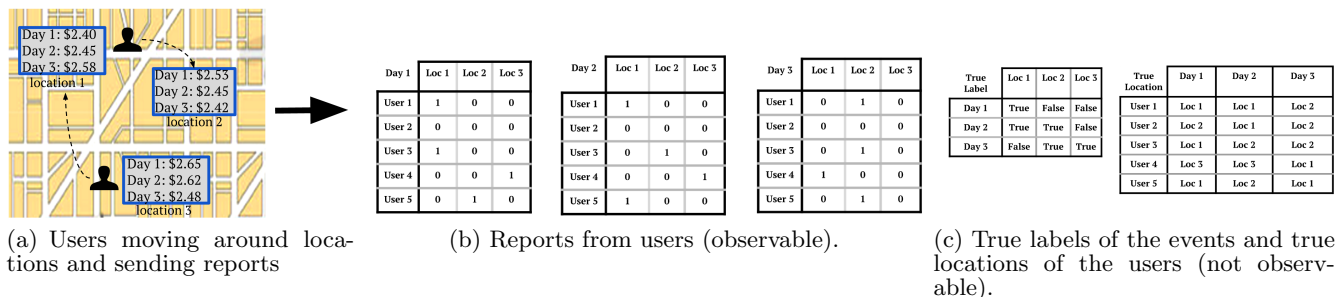 Day 1: $2.40
Day 2: $2.45
Day 3: $2.58
location 1
Day 1: $2.53
Day 2: $2.45
Day 3: $2.42
location 2
Day 1: $2.65
Day 2: $2.62
Day 3: $2.48
location 3
(a) Users moving around loca-
tions and sending reports
Day 1 Loc 1 Loc 2 Loc 3
User 1 1 0 0
User 2 0 0 0
User 3 1 0 0
User 4 0 0 1
User 5 0 1 0
Day 2 Loc 1 Loc 2 Loc 3
User 1 1 0 0
User 2 0 0 0
User 3 0 1 0
User 4 0 0 1
User 5 1 0 0
Day 3 Loc 1 Loc 2 Loc 3
User 1 0 1 0
User 2 0 0 0
User 3 0 1 0
User 4 1 0 0
User 5 0 1 0
(b) Reports from users (observable).
True
Label Loc 1 Loc 2 Loc 3
Day 1 True False False
Day 2 True True False
Day 3 False True True
True
Location Day 1 Day 2 Day 3
User 1 Loc 1 Loc 1 Loc 2
User 2 Loc 2 Loc 1 Loc 2
User 3 Loc 1 Loc 2 Loc 2
User 4 Loc 3 Loc 3 Loc 1
User 5 Loc 1 Loc 2 Loc 1
(c) True labels of the events and true
locations of the users (not observ-
able).